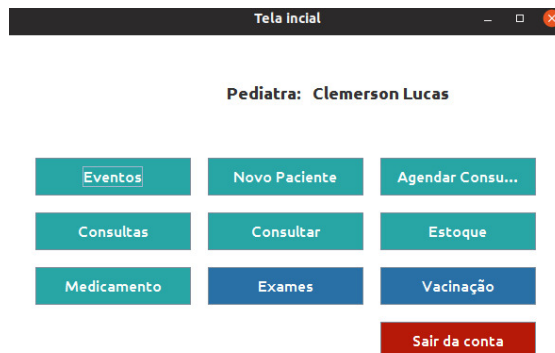 Tela incial
Pediatra: Clemerson Lucas
Eventos Novo Paciente Agendar Consu...
Consultas Consultar Estoque
Medicamento Exames Vacinação
Sair da conta